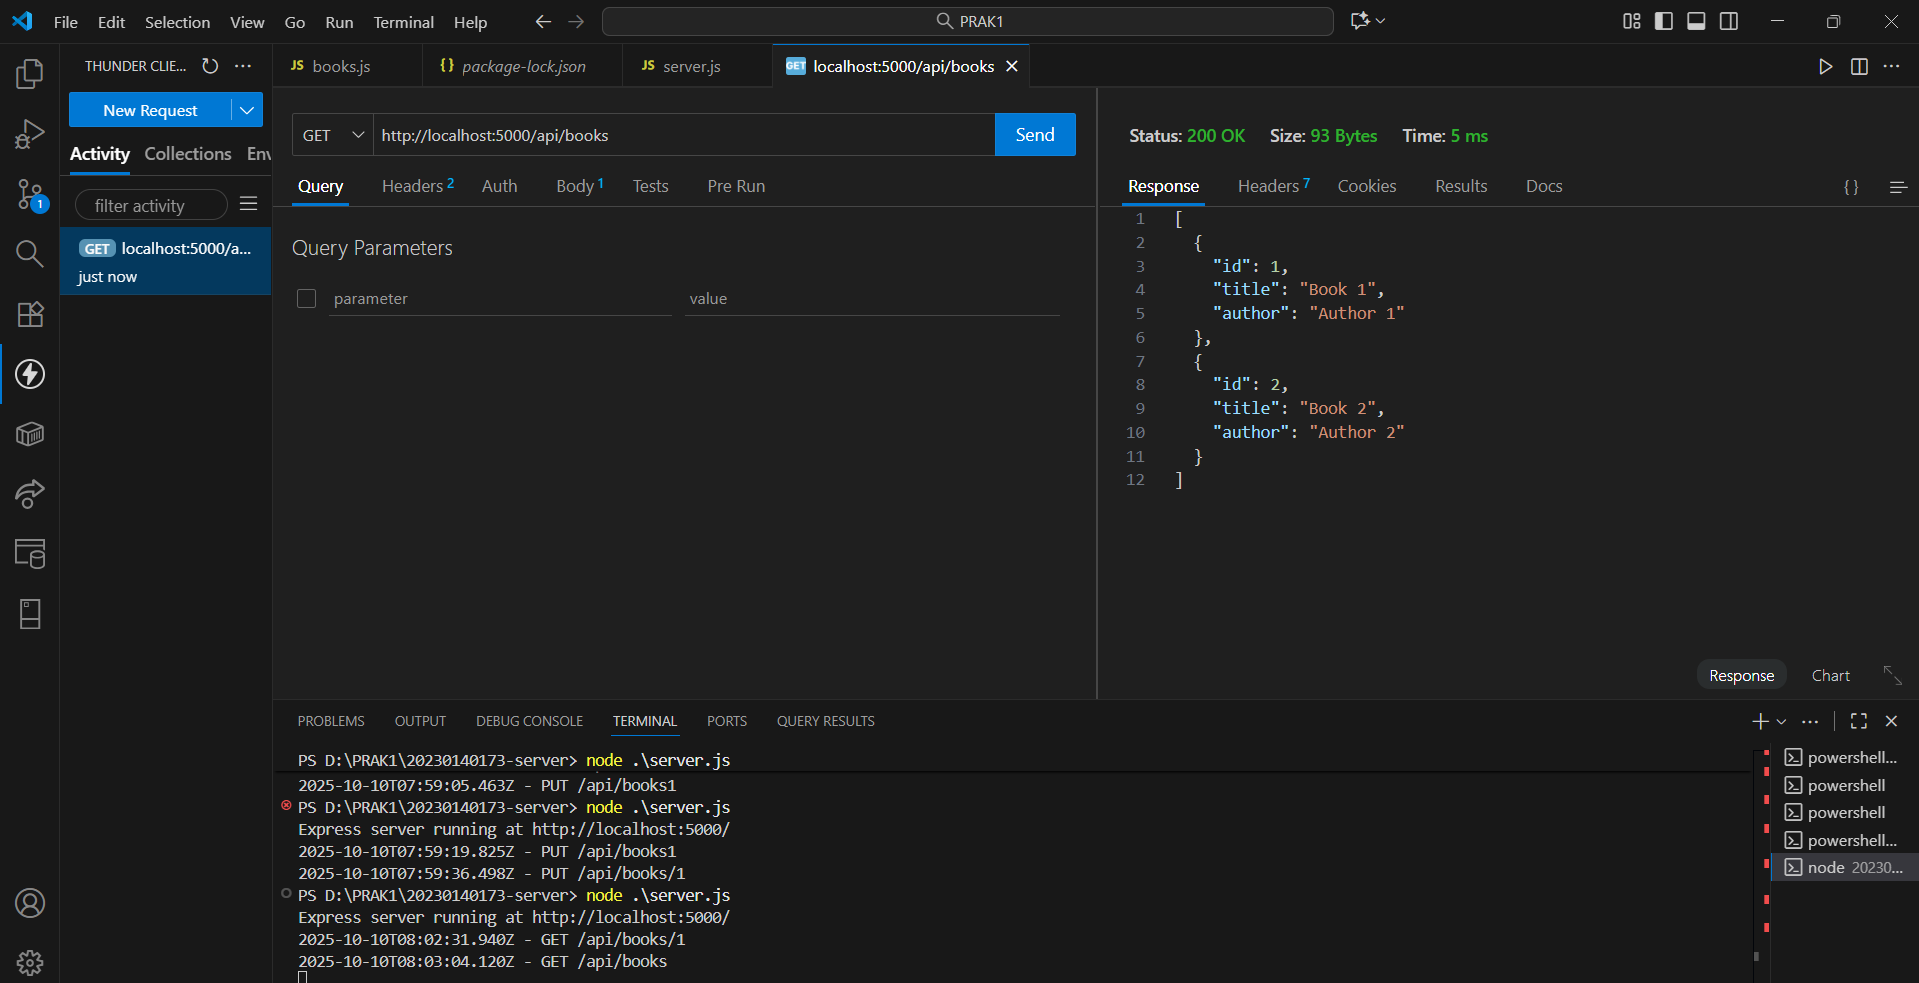 File Edit Selection View Go Run Terminal Help
PRAK1
THUNDER CLIE...
New Request
Activity Collections Env
filter activity
GET localhost:5000/a...
just now
1
JS books.js
{} package-lock.json
JS server.js
GET localhost:5000/api/books
GET http://localhost:5000/api/books Send
Query Headers 2 Auth Body 1 Tests Pre Run
Query Parameters
parameter value
Status: 200 OK Size: 93 Bytes Time: 5 ms
Response Headers 7 Cookies Results Docs {}
1 [
2 {
3 "id": 1,
4 "title": "Book 1",
5 "author": "Author 1"
6 },
7 {
8 "id": 2,
9 "title": "Book 2",
10 "author": "Author 2"
11 }
12 ]
Response Chart
PROBLEMS OUTPUT DEBUG CONSOLE TERMINAL PORTS QUERY RESULTS
PS D:\PRAK1\20230140173-server> node .\server.js
2025-10-10T07:59:05.463Z - PUT /api/books1
PS D:\PRAK1\20230140173-server> node .\server.js
Express server running at http://localhost:5000/
2025-10-10T07:59:19.825Z - PUT /api/books1
2025-10-10T07:59:36.498Z - PUT /api/books/1
PS D:\PRAK1\20230140173-server> node .\server.js
Express server running at http://localhost:5000/
2025-10-10T08:02:31.940Z - GET /api/books/1
2025-10-10T08:03:04.120Z - GET /api/books
powershell...
powershell
powershell
powershell...
node 20230...